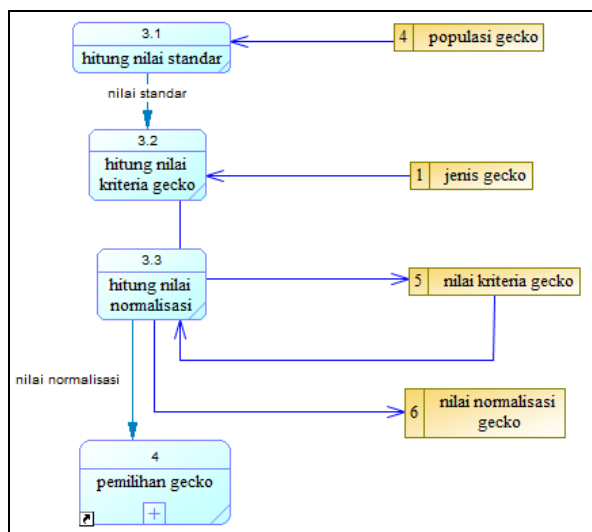 3.1
hitung nilai standar
4 populasi gecko
nilai standar
3.2
hitung nilai
kriteria gecko
1 jenis gecko
3.3
hitung nilai
normalisasi
5 nilai kriteria gecko
nilai normalisasi
6 nilai normalisasi
gecko
4
pemilihan gecko
+